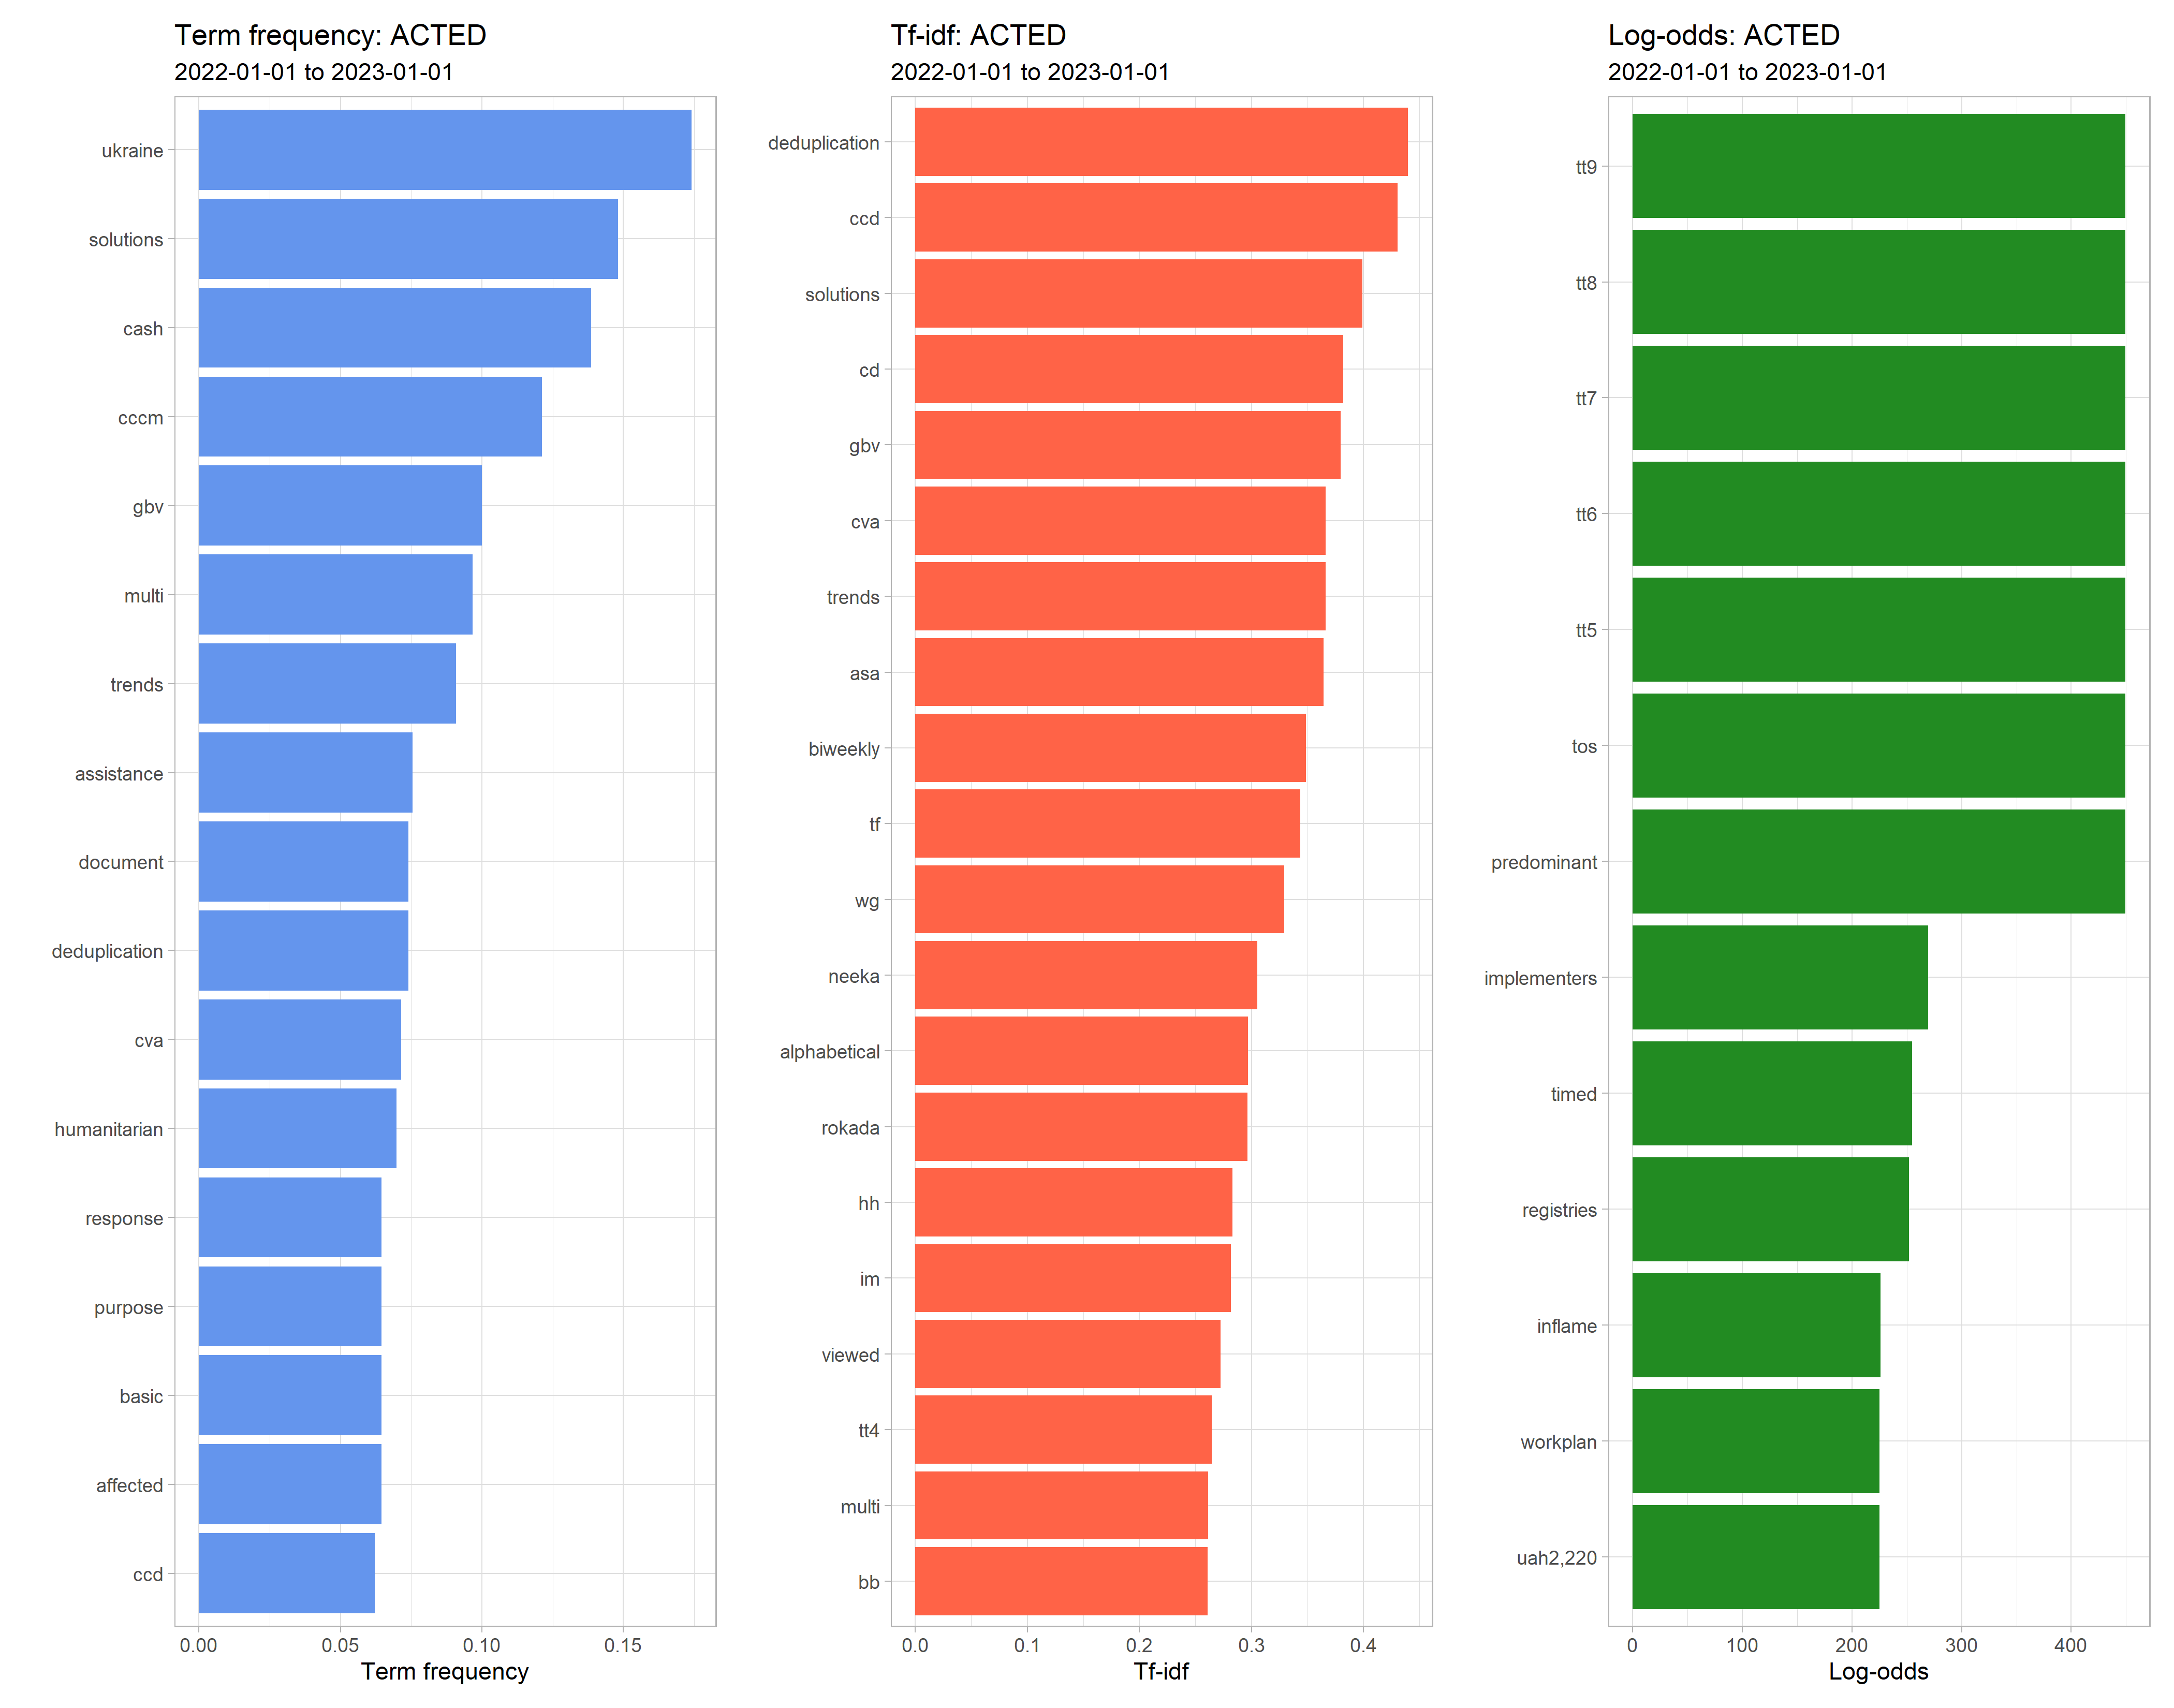 Term frequency: ACTED
2022-01-01 to 2023-01-01
ukraine
solutions
cash
cccm
gbv
multi
trends
assistance
document
deduplication
cva
humanitarian
response
purpose
basic
affected
ccd
0.00 0.05 0.10 0.15
Term frequency
Tf-idf: ACTED
2022-01-01 to 2023-01-01
deduplication
ccd
solutions
cd
gbv
cva
trends
asa
biweekly
tf
wg
neeka
alphabetical
rokada
hh
im
viewed
tt4
multi
bb
0.0 0.1 0.2 0.3 0.4
Tf-idf
Log-odds: ACTED
2022-01-01 to 2023-01-01
tt9
tt8
tt7
tt6
tt5
tos
predominant
implementers
timed
registries
inflame
workplan
uah2,220
0 100 200 300 400
Log-odds